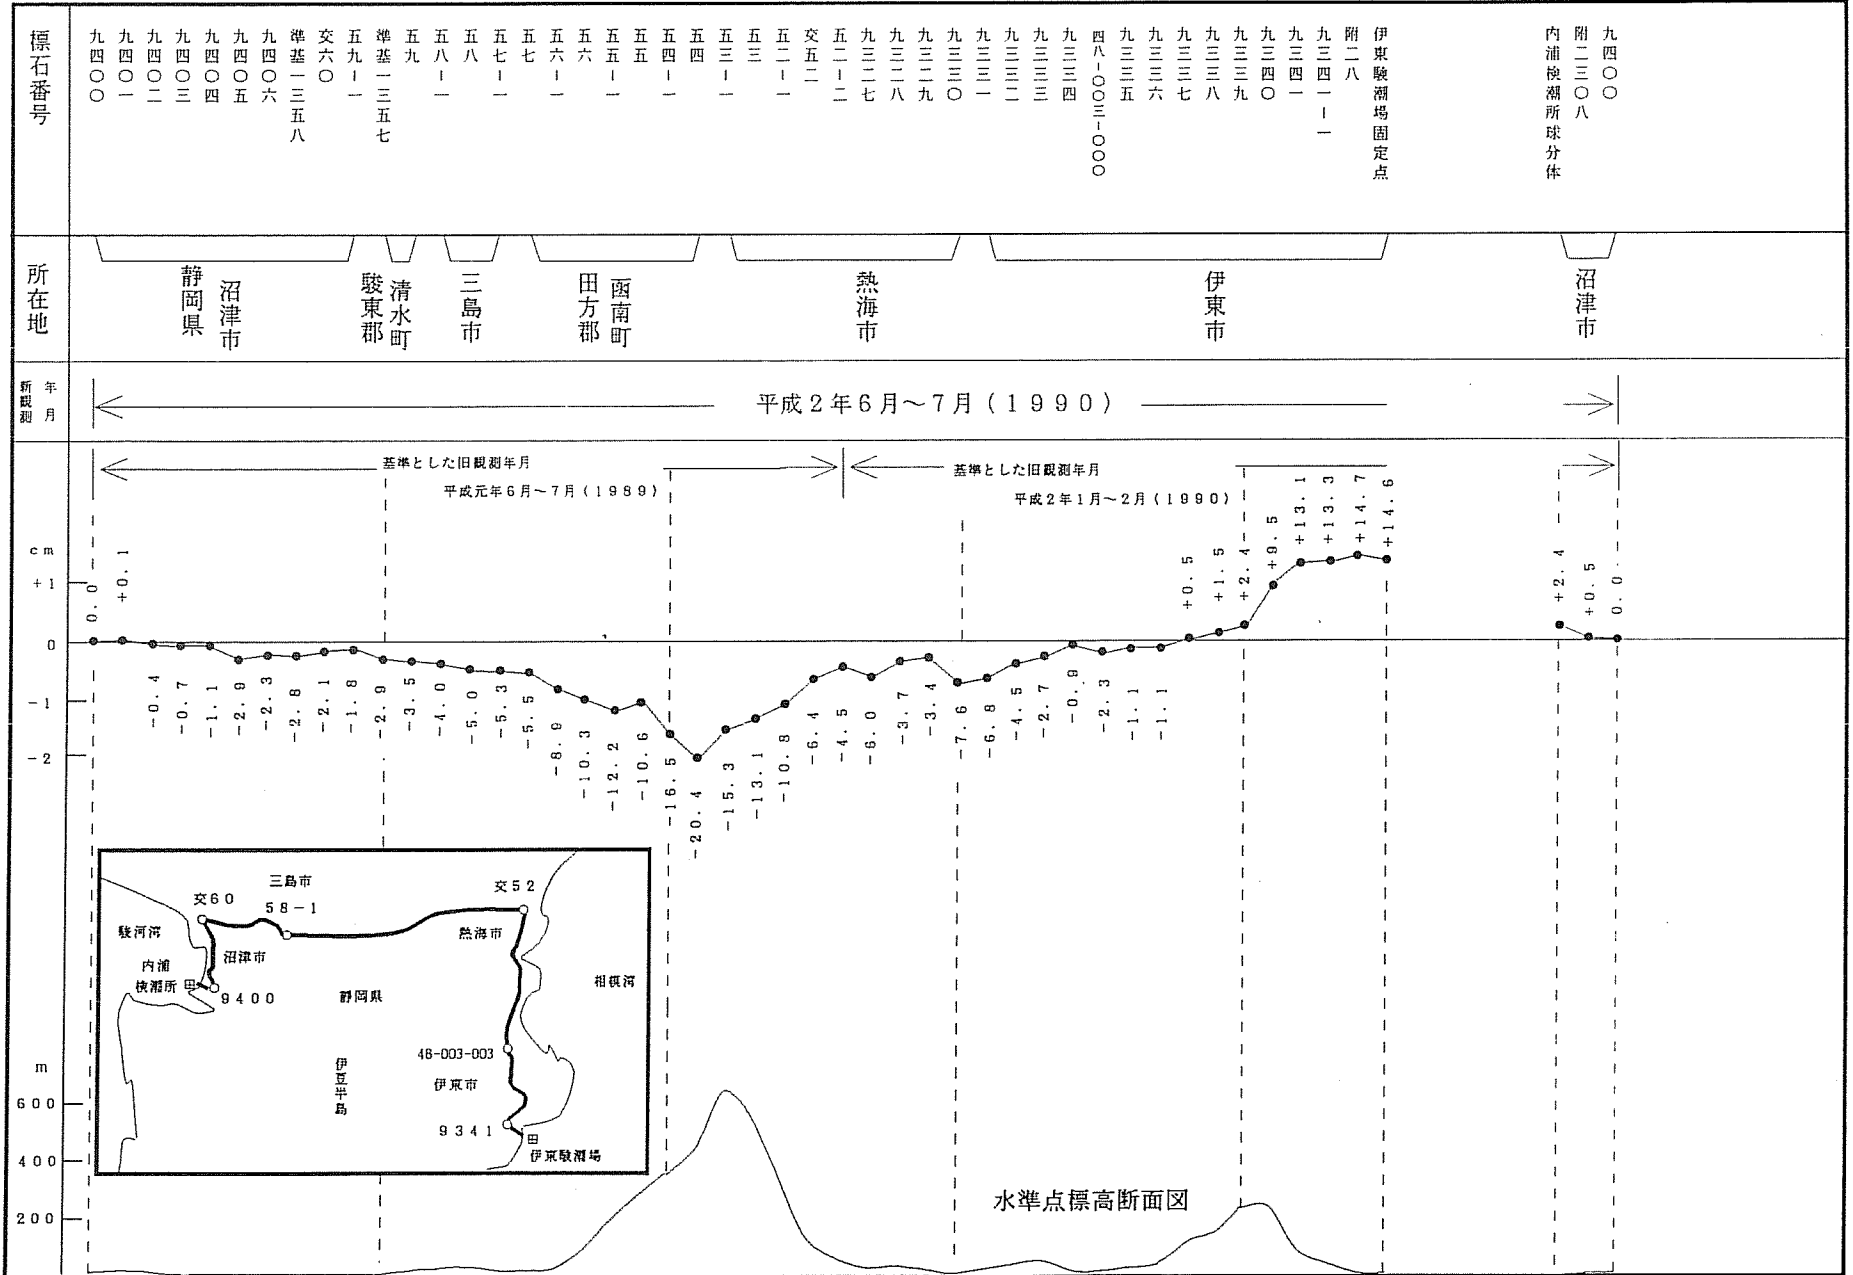 標石番号
九四〇〇
九四〇一
九四〇二
九四〇三
九四〇四
九四〇五
九四〇六
準基一三五八
交六〇
五九-一
準基一三五七
五九
五八-一
五八
五七-一
五七
五六-一
五六
五五-一
五五
五四-一
五四
五三-一
五三
五二-一
交五二
五二-二
九三二七
九三二八
九三二九
九三三〇
九三三一
九三三二
九三三三
九三三四
四八-〇〇三-〇〇〇
九三三五
九三三六
九三三七
九三三八
九三三九
九三四〇
九三四一
九三四一-一
附二八
伊東験潮場固定点
内浦検潮所球分体
附二三〇八
九四〇〇
所在地
静岡県
沼津市
駿東郡
清水町
三島市
田方郡
函南町
熱海市
伊東市
沼津市
新観測
年月
平成2年6月~7月(1990)
基準とした旧観測年月
平成元年6月~7月(1989)
基準とした旧観測年月
平成2年1月~2月(1990)
cm
+1
0
-1
-2
0.0
+0.1
-0.4
-0.7
-1.1
-2.9
-2.3
-2.8
-2.1
-1.8
-2.9
-3.5
-4.0
-5.0
-5.3
-5.5
-8.9
-10.3
-12.2
-10.6
-16.5
-20.4
-15.3
-13.1
-10.8
-6.4
-4.5
-6.0
-3.7
-3.4
-7.6
-6.8
-4.5
-2.7
-0.9
-2.3
-1.1
-1.1
+0.5
+1.5
+2.4
+9.5
+13.1
+13.3
+14.7
+14.6
+2.4
+0.5
0.0
三島市
交60
58-1
交52
駿河湾
沼津市
熱海市
内浦
検潮所
9400
静岡県
相模湾
48-003-003
伊豆半島
伊東市
9341
伊東験潮場
m
600
400
200
水準点標高断面図